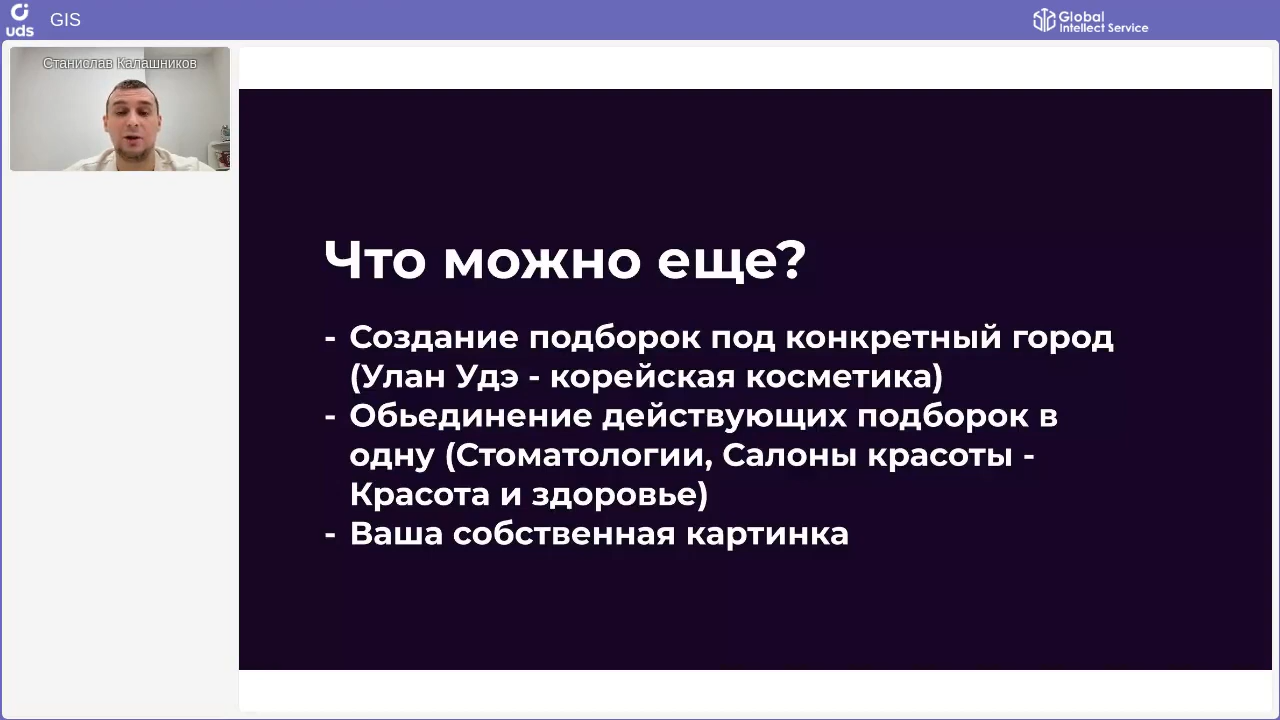 uds
GIS
Global
Intellect Service
Станислав Калашников
Что можно еще?
- Создание подборок под конкретный город
(Улан Удэ - корейская косметика)
- Обьединение действующих подборок в
одну (Стоматологии, Салоны красоты -
Красота и здоровье)
- Ваша собственная картинка